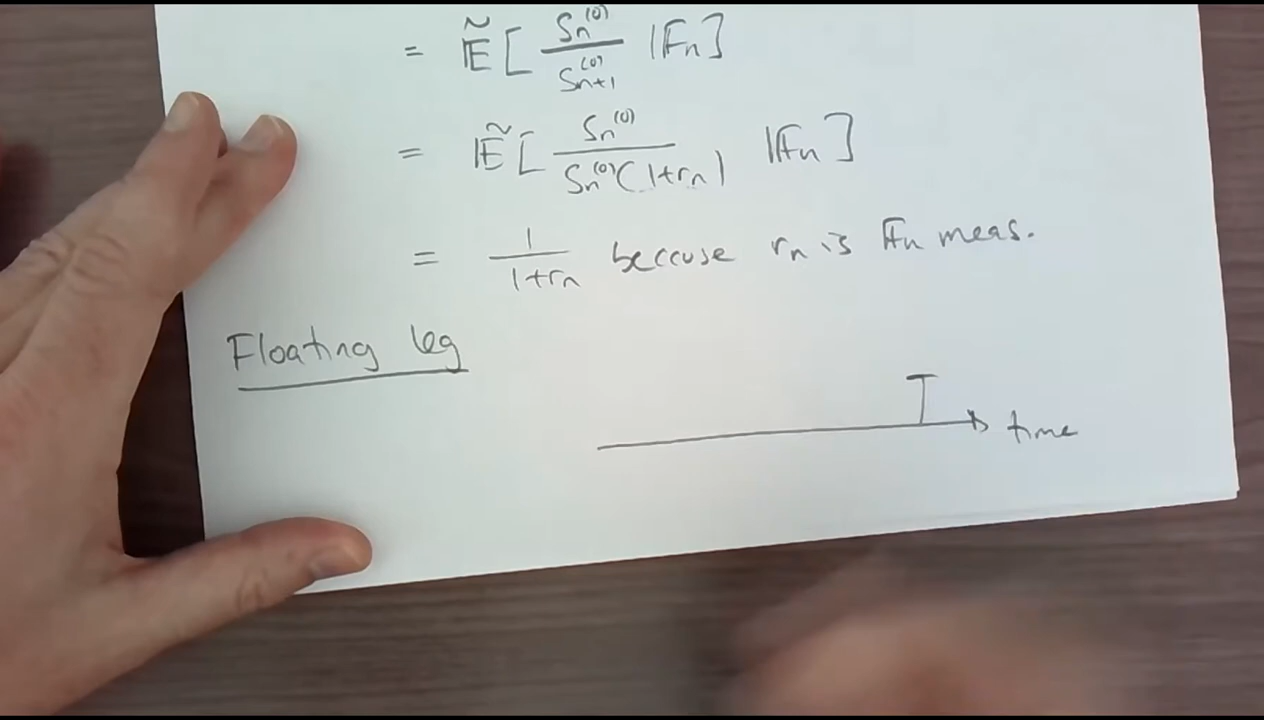 = Ẽ[ Sn^(0) / Sn+1^(0) | Fn ]
= Ẽ[ Sn^(0) / Sn^(0)(1+rn) | Fn ]
= 1 / 1+rn because rn is Fn meas.
Floating leg
T
time